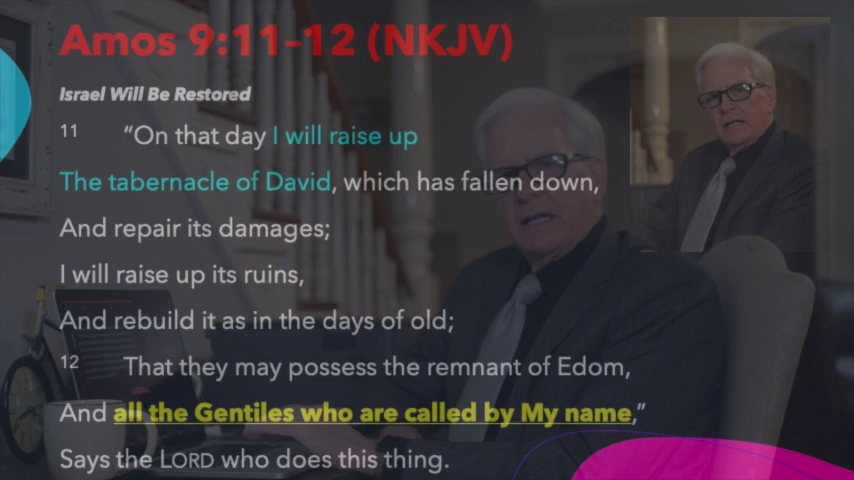 Amos 9:11-12 (NKJV)
Israel Will Be Restored
11 “On that day I will raise up
The tabernacle of David, which has fallen down,
And repair its damages;
I will raise up its ruins,
And rebuild it as in the days of old;
12 That they may possess the remnant of Edom,
And all the Gentiles who are called by My name,”
Says the LORD who does this thing.